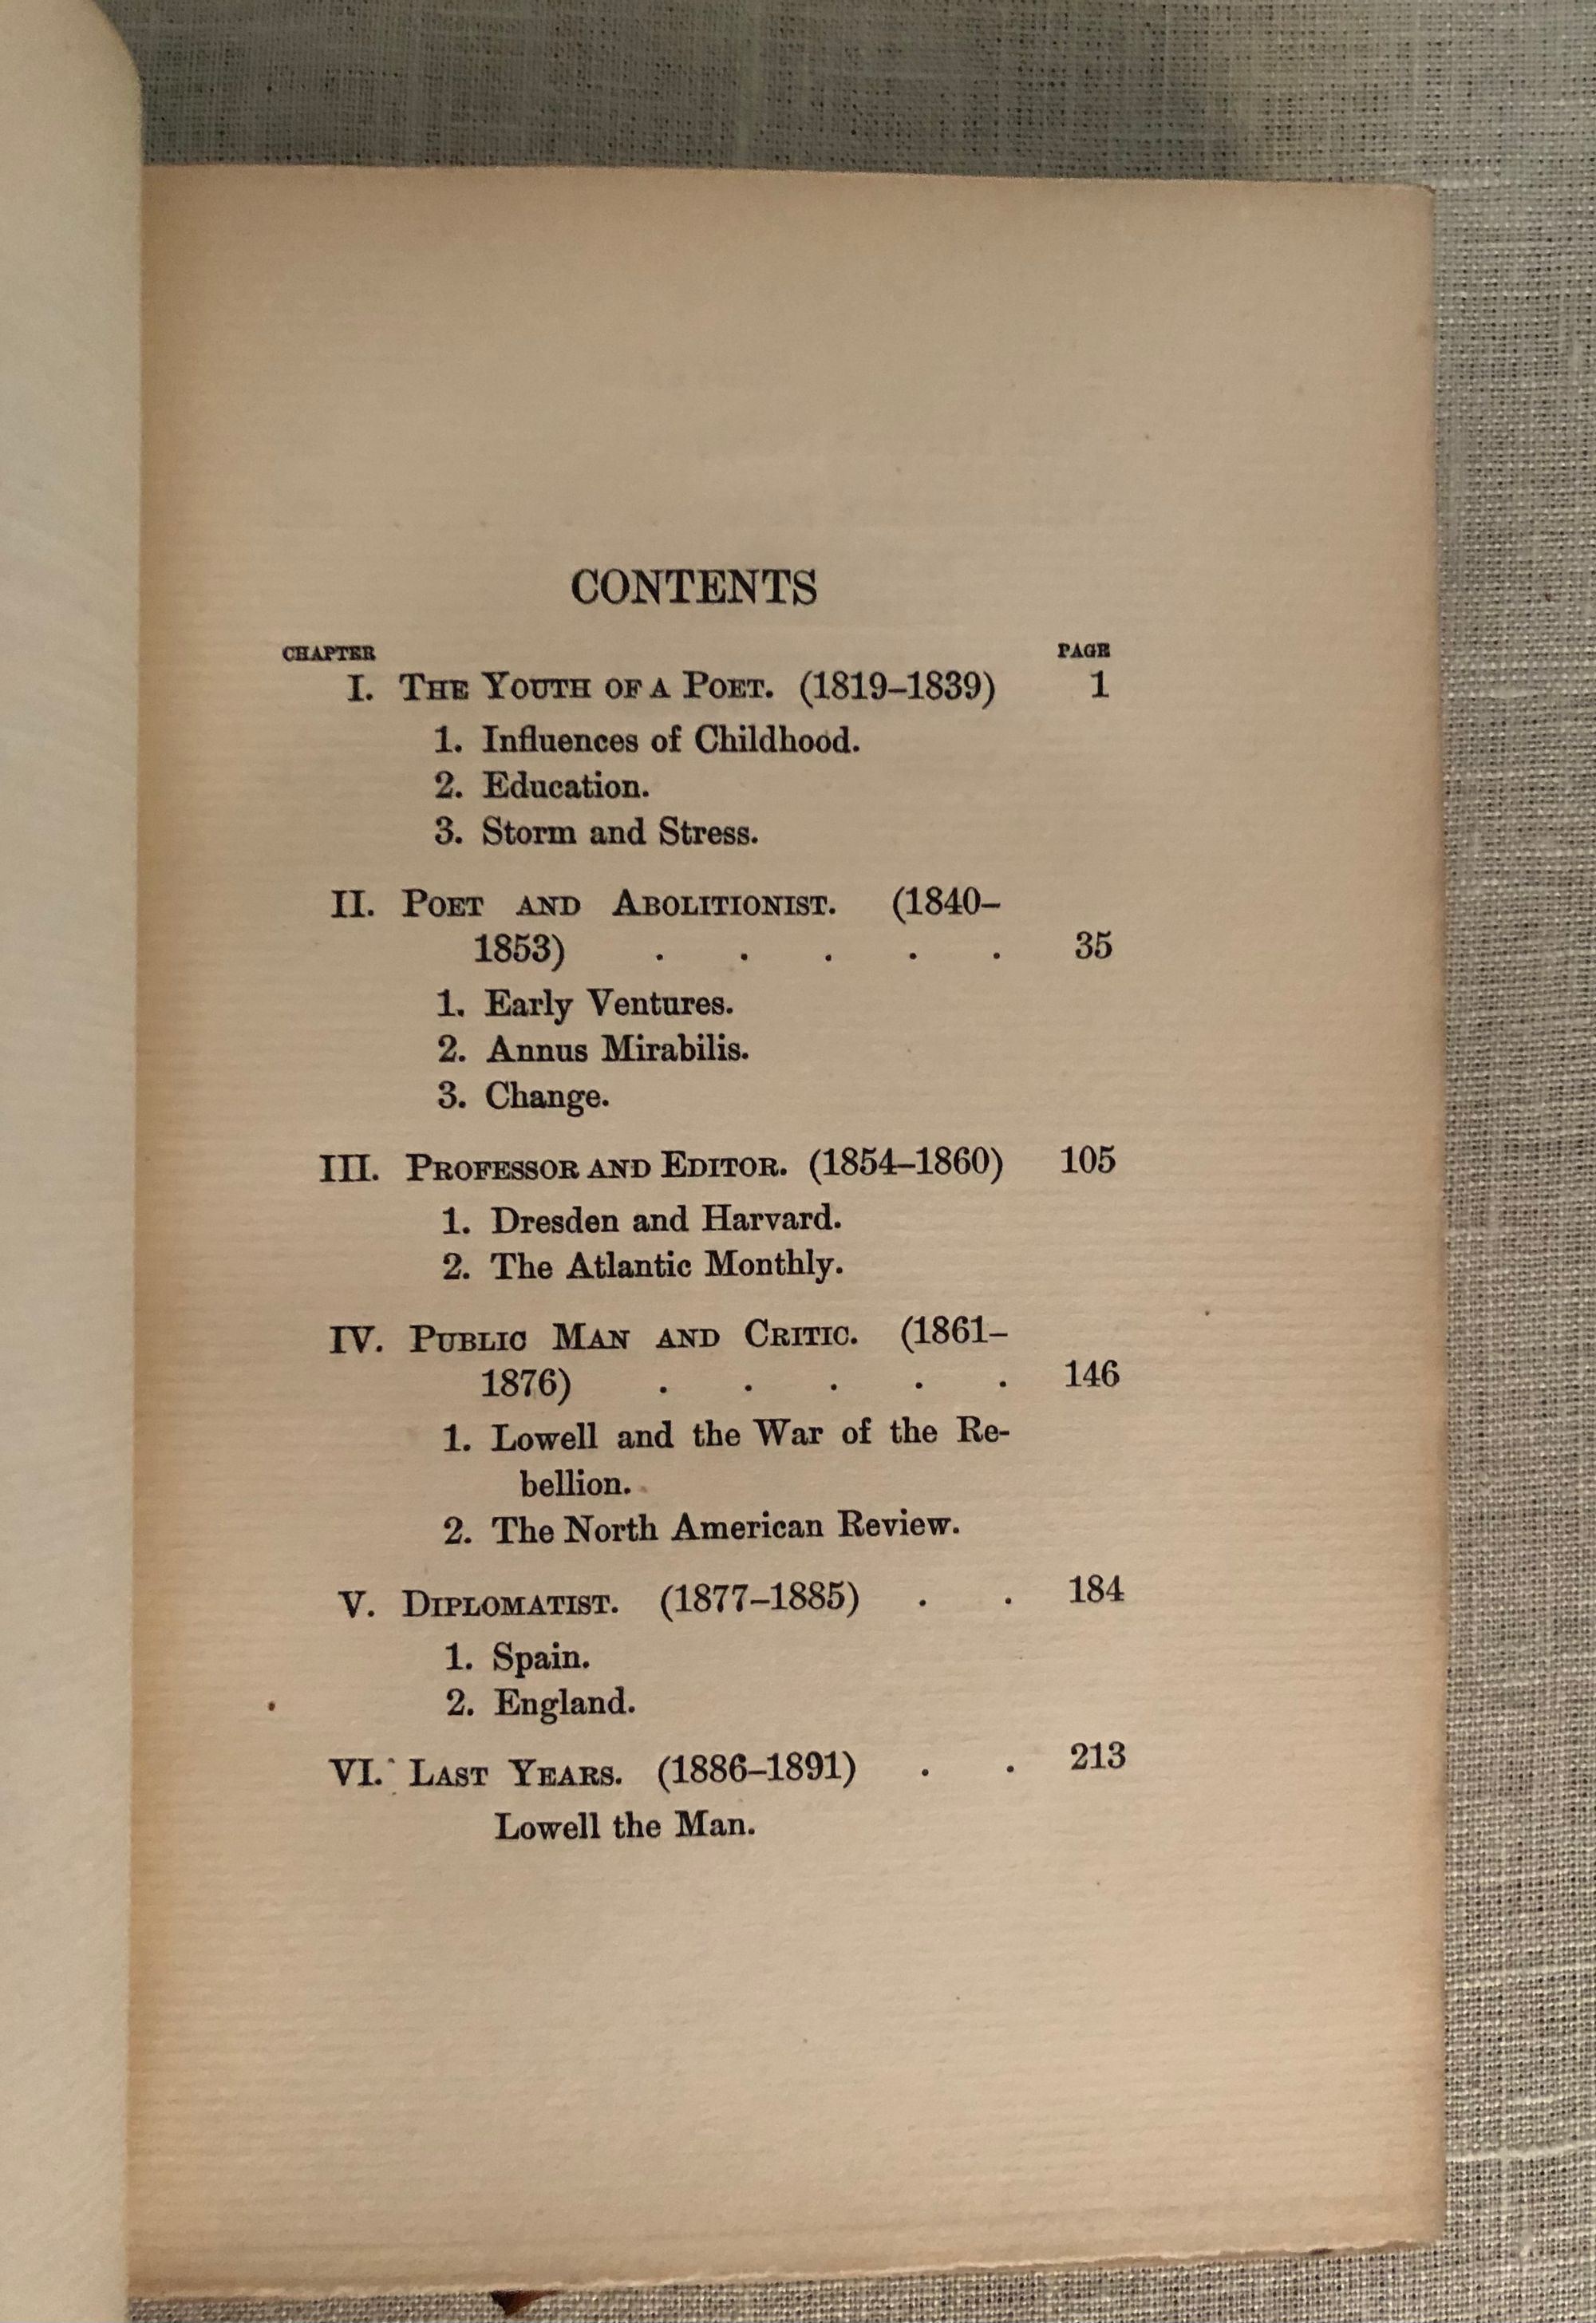 CONTENTS
CHAPTER PAGE
I. THE YOUTH OF A POET. (1819–1839) 1
1. Influences of Childhood.
2. Education.
3. Storm and Stress.
II. POET AND ABOLITIONIST. (1840–
1853) . . . . . 35
1. Early Ventures.
2. Annus Mirabilis.
3. Change.
III. PROFESSOR AND EDITOR. (1854–1860) 105
1. Dresden and Harvard.
2. The Atlantic Monthly.
IV. PUBLIC MAN AND CRITIC. (1861–
1876) . . . . . 146
1. Lowell and the War of the Re-
bellion.
2. The North American Review.
V. DIPLOMATIST. (1877–1885) . . 184
1. Spain.
2. England.
VI. LAST YEARS. (1886–1891) . . 213
Lowell the Man.